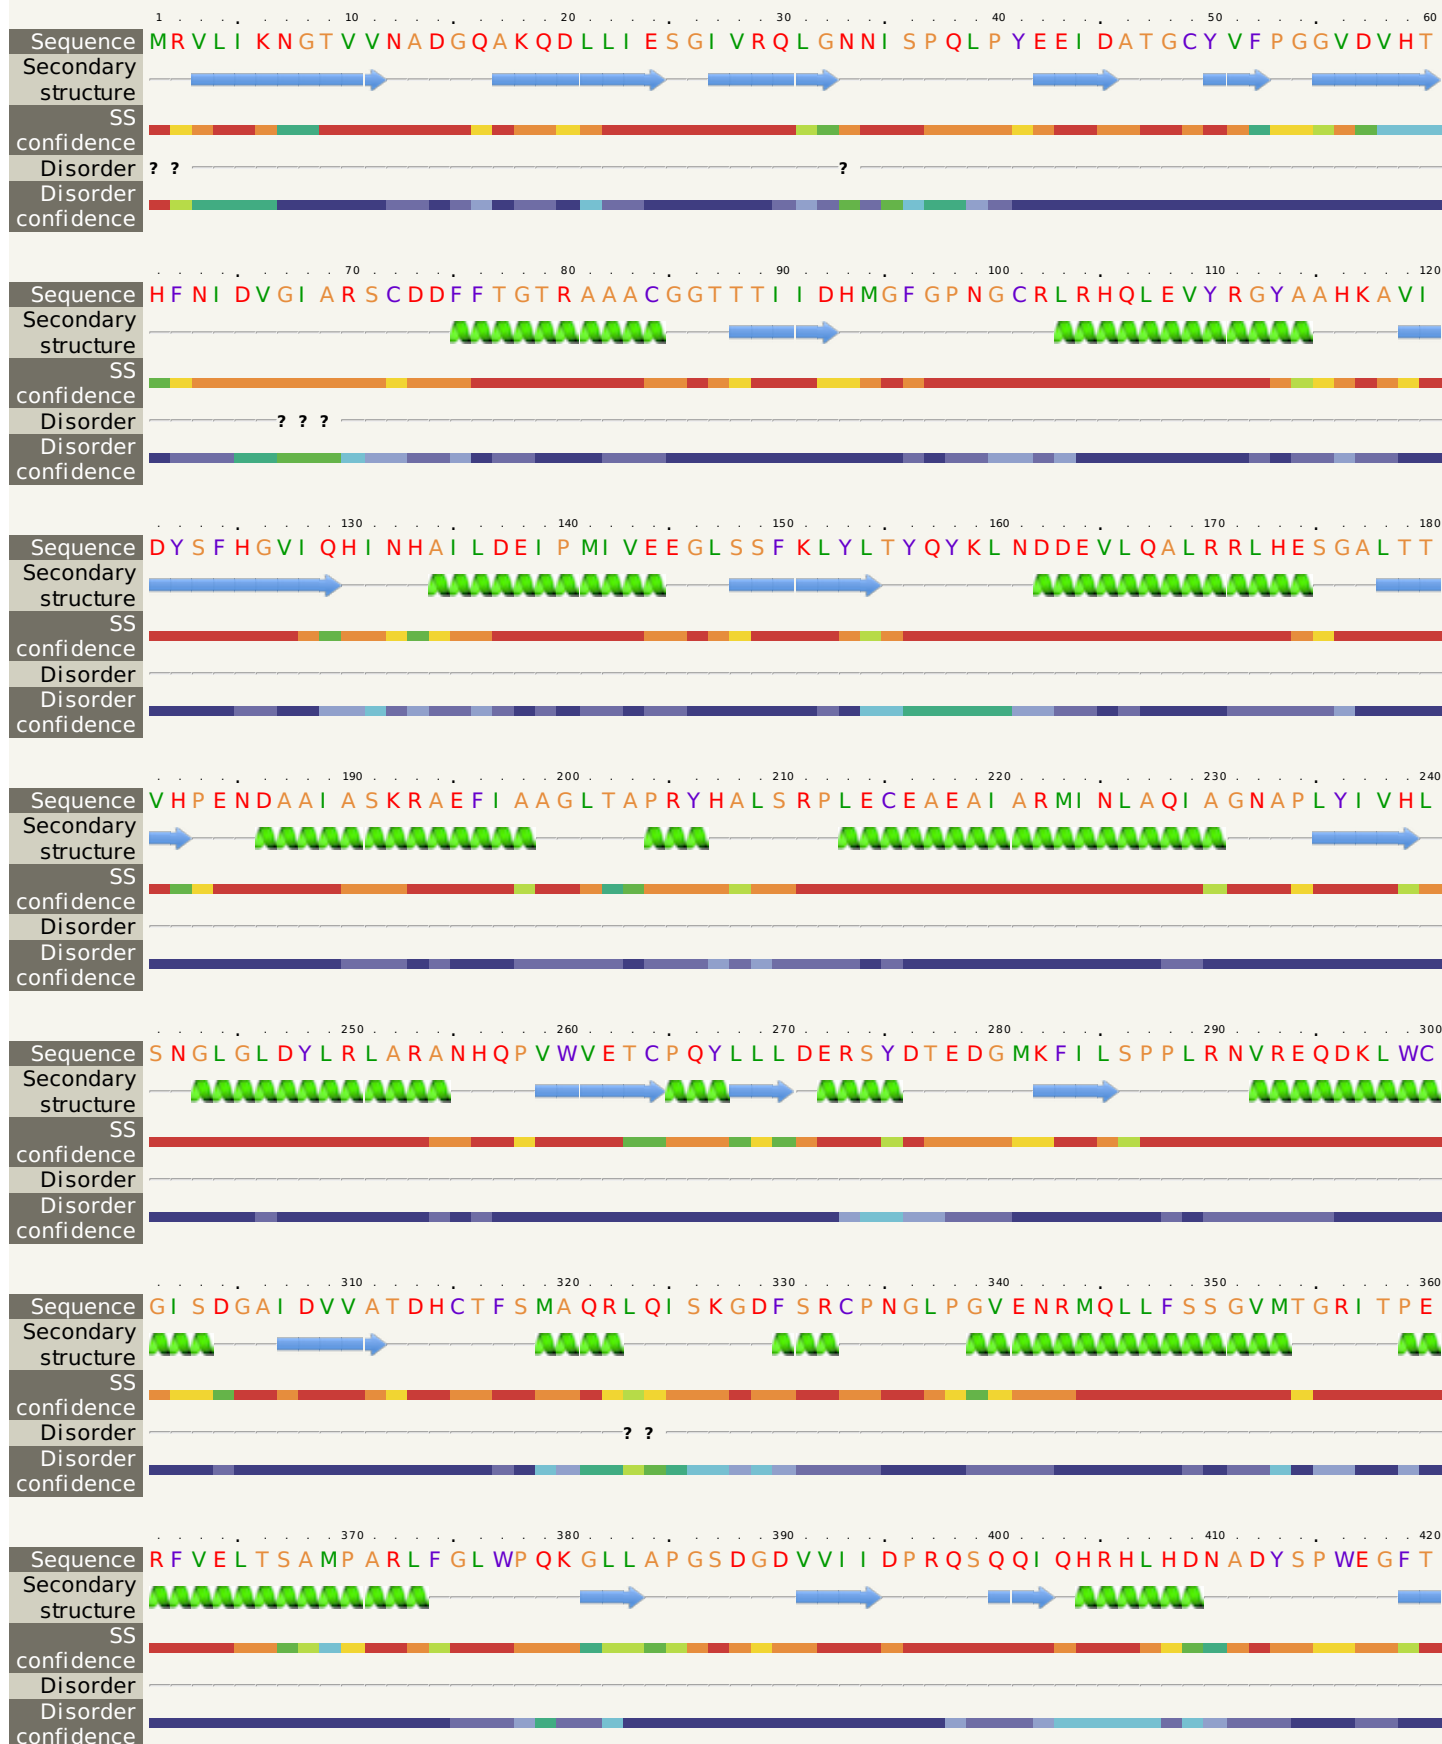 1 . . . . 10 . . . . 20 . . . . 30 . . . . 40 . . . . 50 . . . . 60
Sequence MRVLIKNGTVVNADGQAKQDLLIESGIVRQLGNNISPQLPYEEIDATGCYVFPGGVDVHT
Secondary
structure
SS
confidence
Disorder ? ? ?
Disorder
confidence
70 80 90 100 110 120
Sequence HFNIDVGIARSCDDFFTGTRAAACGGTTTIIDHMGFGPNGCRLRHQLEVYRGYAAHKAVI
Secondary
structure
SS
confidence
Disorder ? ? ?
Disorder
confidence
130 140 150 160 170 180
Sequence DYSFHGVIQHINHAILDEIPMIVEEGLSSFKLYLTYQYKLNDDEVLQALRRLHESGALTT
Secondary
structure
SS
confidence
Disorder
Disorder
confidence
190 200 210 220 230 240
Sequence VHPENDAAIASKRAEFIAAGLTAPRYHALSRPLECEAEAIARMINLAQIAGNAPLYIVHL
Secondary
structure
SS
confidence
Disorder
Disorder
confidence
250 260 270 280 290 300
Sequence SNGLGLDYLRLARANHQPVWVETCPQYLLLDERSYDTEDGMKFILSPPLRNVREQDKLWC
Secondary
structure
SS
confidence
Disorder
Disorder
confidence
310 320 330 340 350 360
Sequence GISDGAIDVVATDHCTFSMAQRLQISKGDFSRCPNGLPGVENRMQLLFSSGVMTGRITPE
Secondary
structure
SS
confidence
Disorder ? ?
Disorder
confidence
370 380 390 400 410 420
Sequence RFVELTSAMPARLFGLWPQKGLLAPGSDGDVVIIDPRQSQQIQHRHLHDNADYSPWEGFT
Secondary
structure
SS
confidence
Disorder
Disorder
confidence